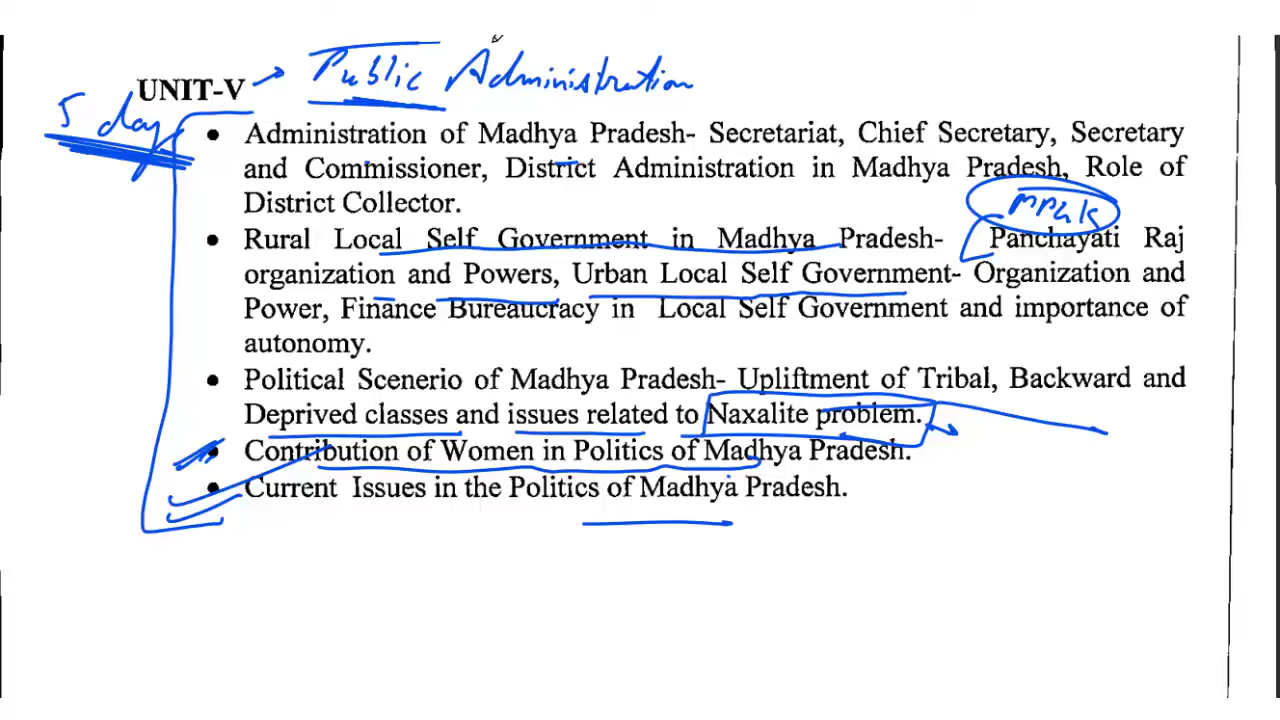 Public Administration
UNIT-V
5 day
• Administration of Madhya Pradesh- Secretariat, Chief Secretary, Secretary
and Commissioner, District Administration in Madhya Pradesh, Role of
District Collector.
MPGK
• Rural Local Self Government in Madhya Pradesh- Panchayati Raj
organization and Powers, Urban Local Self Government- Organization and
Power, Finance Bureaucracy in Local Self Government and importance of
autonomy.
• Political Scenerio of Madhya Pradesh- Upliftment of Tribal, Backward and
Deprived classes and issues related to Naxalite problem.
• Contribution of Women in Politics of Madhya Pradesh.
• Current Issues in the Politics of Madhya Pradesh.